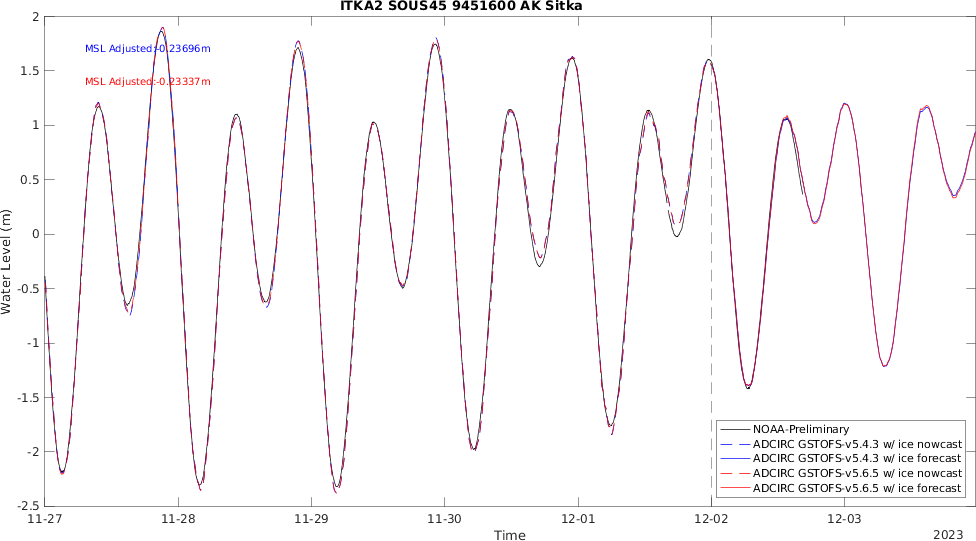 ITKA2 SOUS45 9451600 AK Sitka
MSL Adjusted:-0.23696m
MSL Adjusted:-0.23337m
Water Level (m)
2
1.5
1
0.5
0
-0.5
-1
-1.5
-2
-2.5
NOAA-Preliminary
ADCIRC GSTOFS-v5.4.3 w/ ice nowcast
ADCIRC GSTOFS-v5.4.3 w/ ice forecast
ADCIRC GSTOFS-v5.6.5 w/ ice nowcast
ADCIRC GSTOFS-v5.6.5 w/ ice forecast
11-27 11-28 11-29 11-30 12-01 12-02 12-03
Time
2023